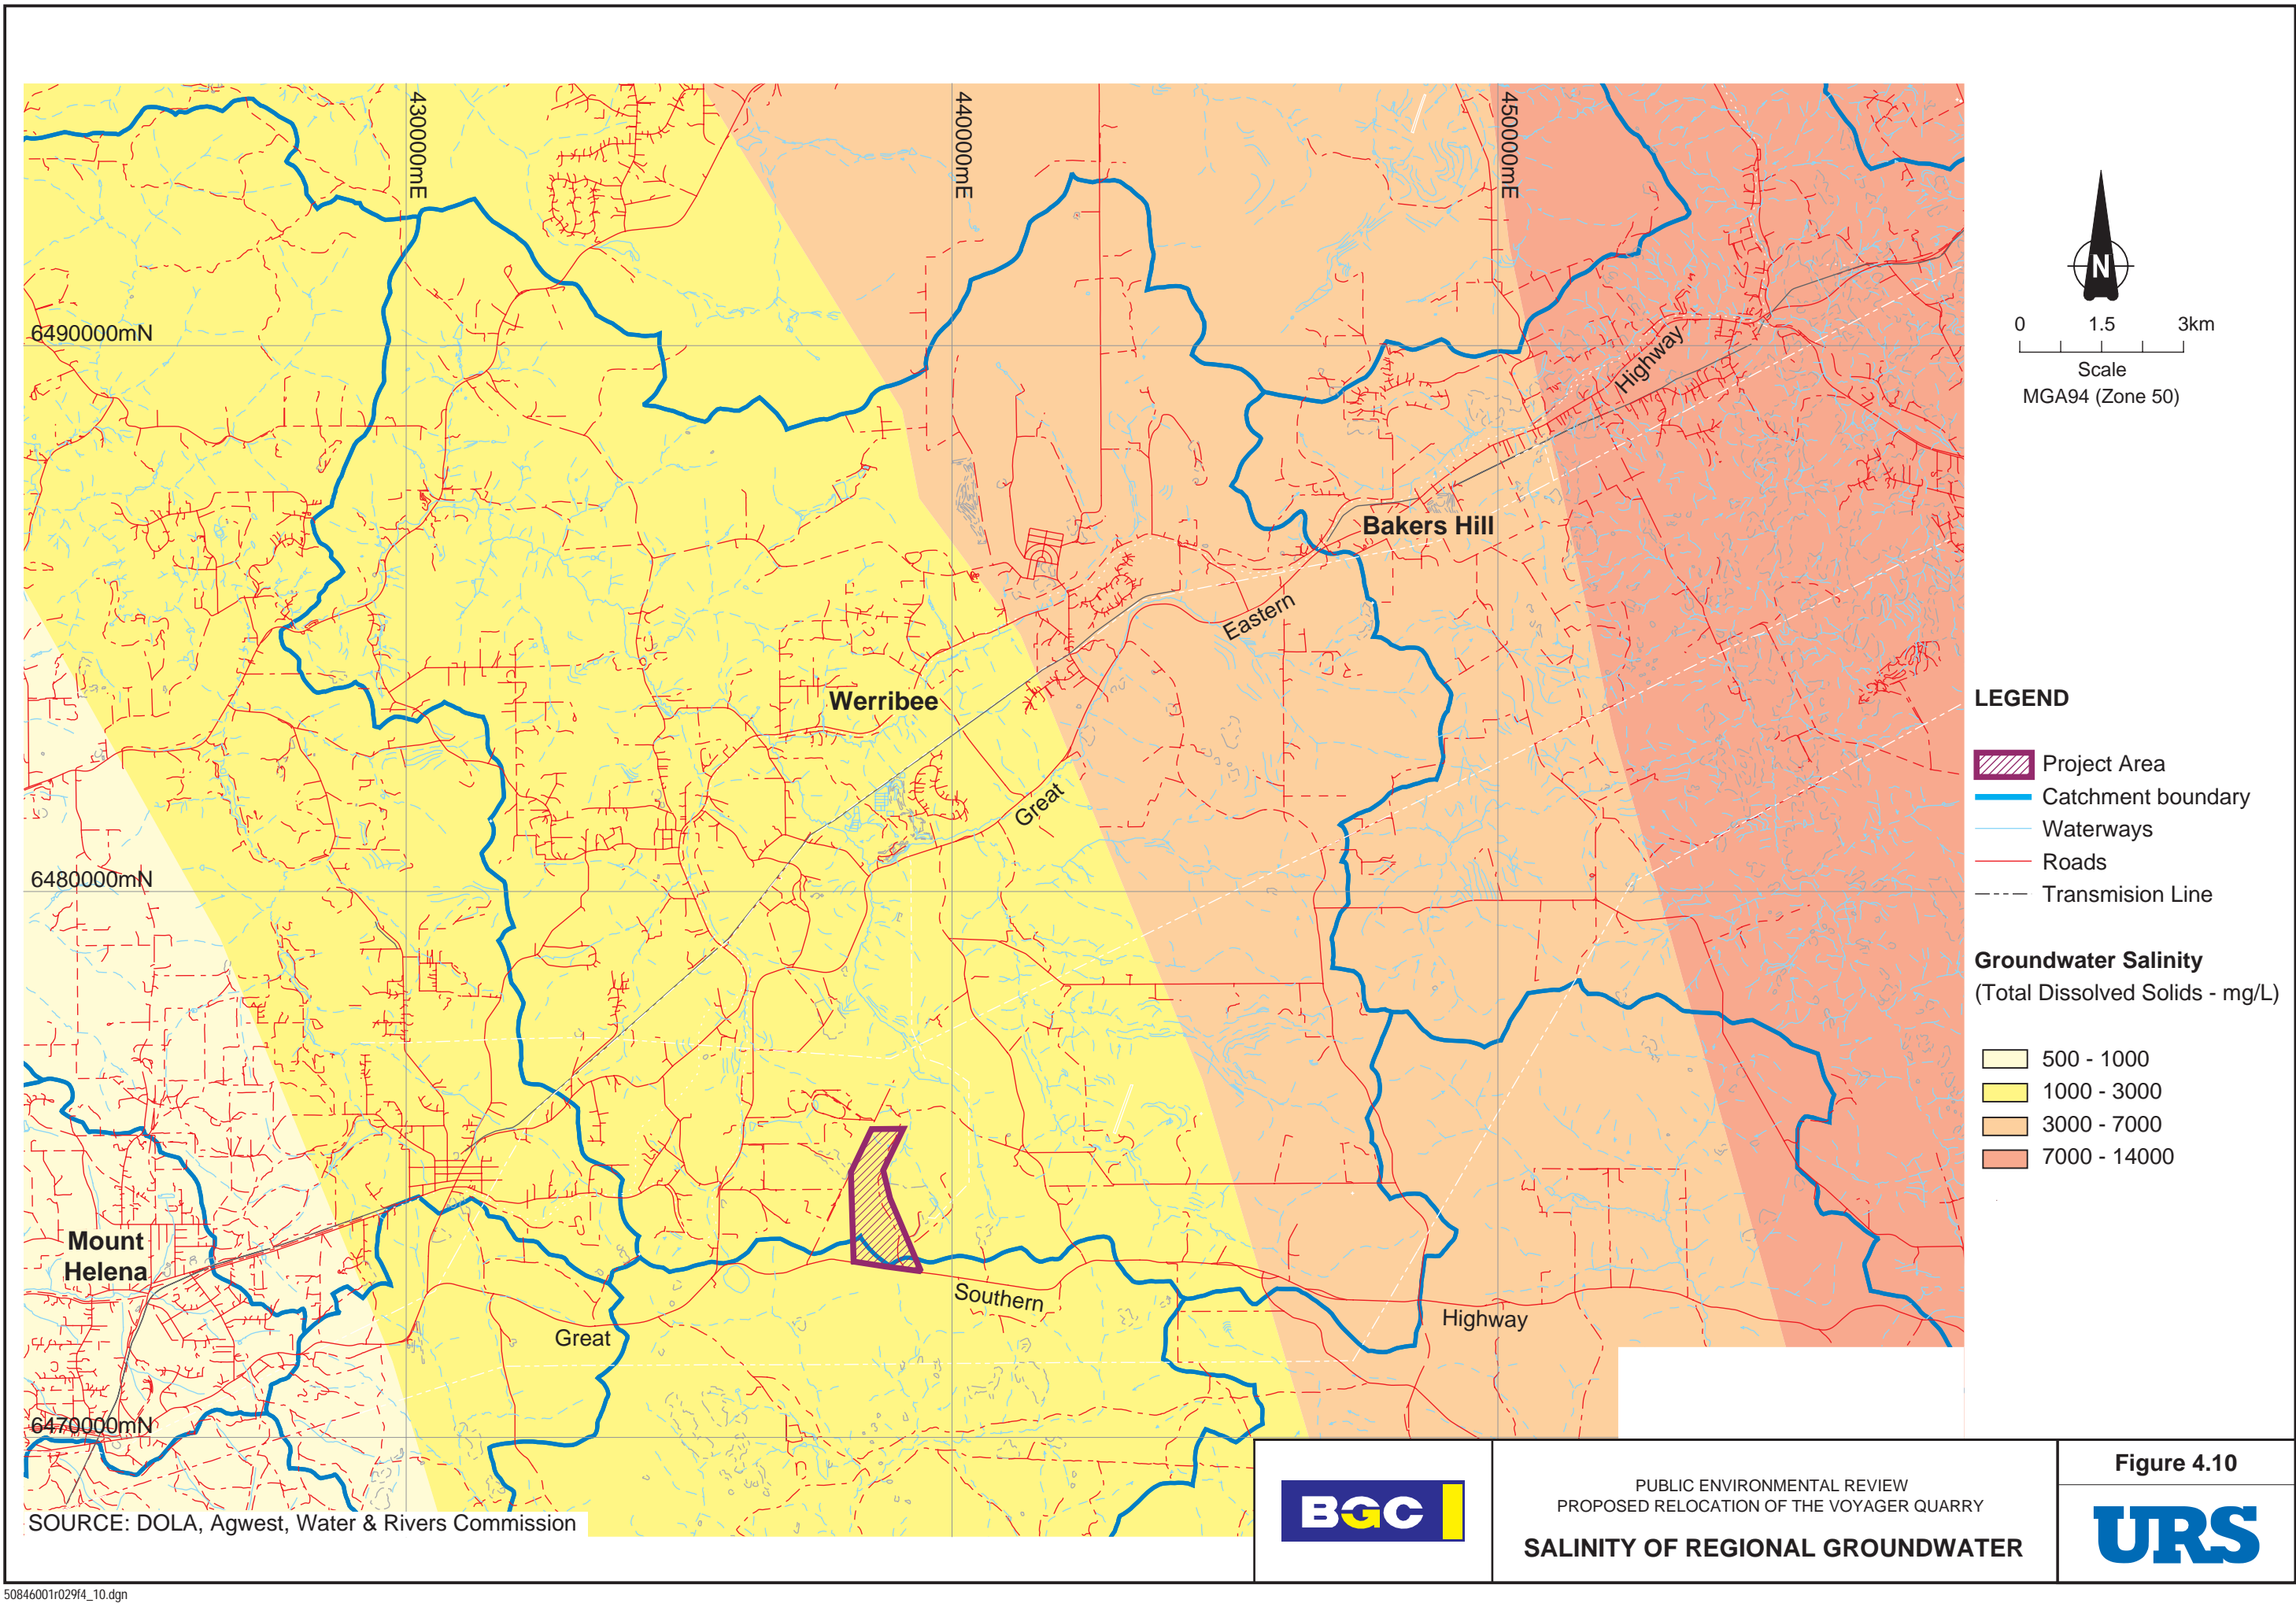 430000mE
440000mE
450000mE
6490000mN
Highway
Bakers Hill
Eastern
Werribee
Great
6480000mN
Mount
Helena
Southern
Great
Highway
6470000mN
SOURCE: DOLA, Agwest, Water & Rivers Commission
N
0 1.5 3km
Scale
MGA94 (Zone 50)
LEGEND
Project Area
Catchment boundary
Waterways
Roads
Transmision Line
Groundwater Salinity
(Total Dissolved Solids - mg/L)
500 - 1000
1000 - 3000
3000 - 7000
7000 - 14000
BGC
PUBLIC ENVIRONMENTAL REVIEW
PROPOSED RELOCATION OF THE VOYAGER QUARRY
SALINITY OF REGIONAL GROUNDWATER
Figure 4.10
URS
50846001r029f4_10.dgn